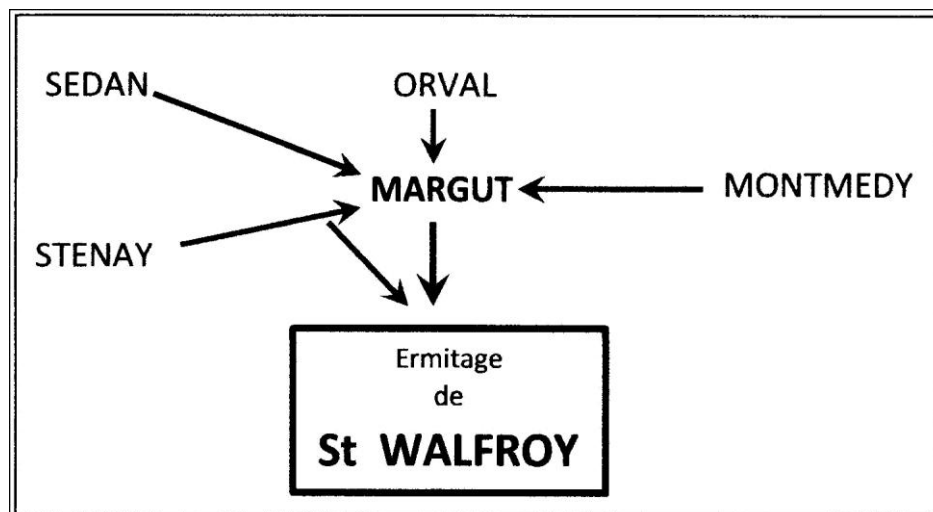 SEDAN
ORVAL
MARGUT
MONTMEDY
STENAY
Ermitage
de
St WALFROY